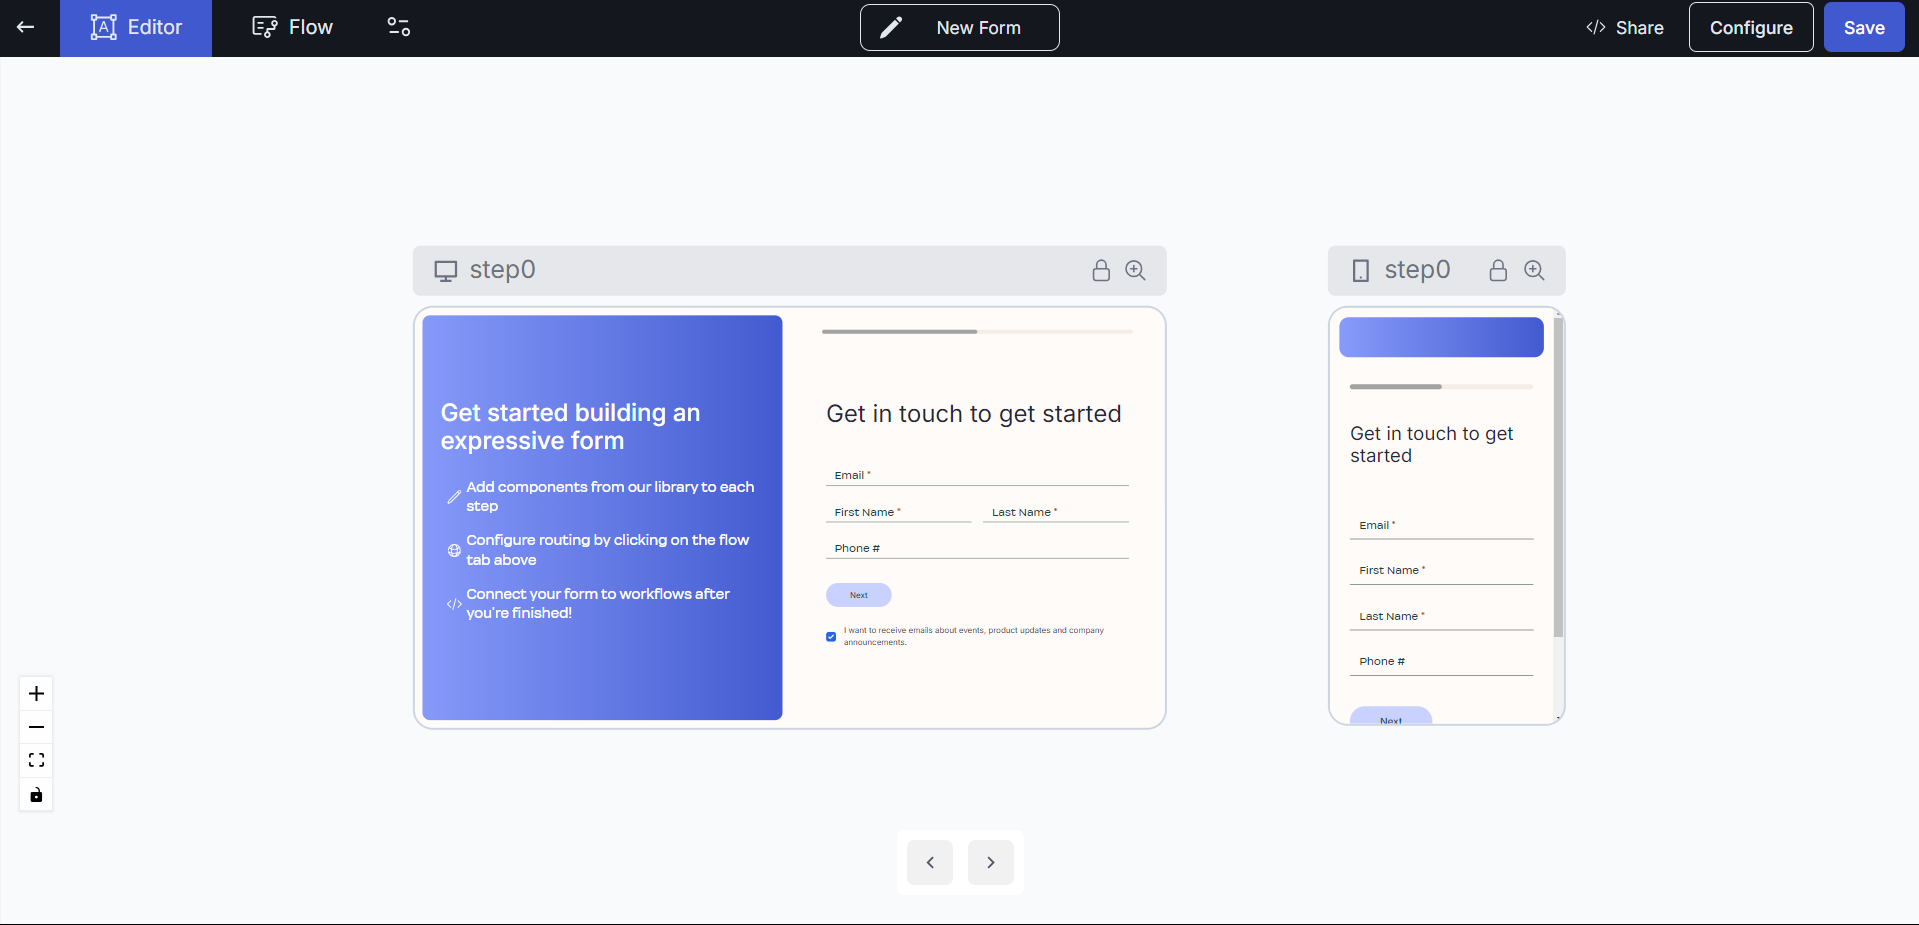 Editor
Flow
New Form
</> Share
Configure
Save
step0
Get started building an
expressive form
Add components from our library to each
step
Configure routing by clicking on the flow
tab above
</> Connect your form to workflows after
you're finished!
Get in touch to get started
Email *
First Name * Last Name *
Phone #
Next
I want to receive emails about events, product updates and company
announcements.
step0
Get in touch to get
started
Email *
First Name *
Last Name *
Phone #
Next